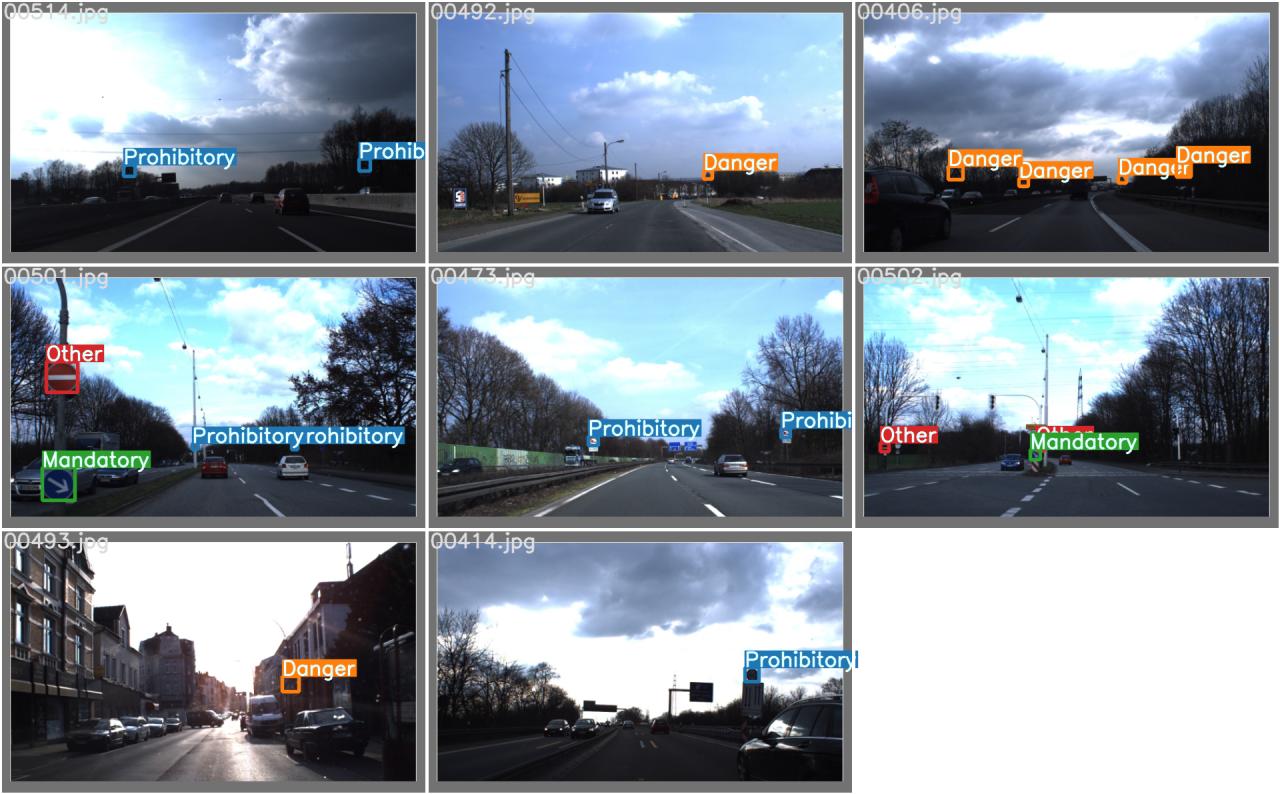 00514.jpg
Prohibitory
Prohib
00492.jpg
Danger
00406.jpg
Danger
Danger
Danger
Danger
00501.jpg
Other
Prohibitory
rohibitory
Mandatory
00473.jpg
Prohibitory
Prohibi
00502.jpg
Other
Other
Mandatory
00493.jpg
Danger
00414.jpg
Prohibitory